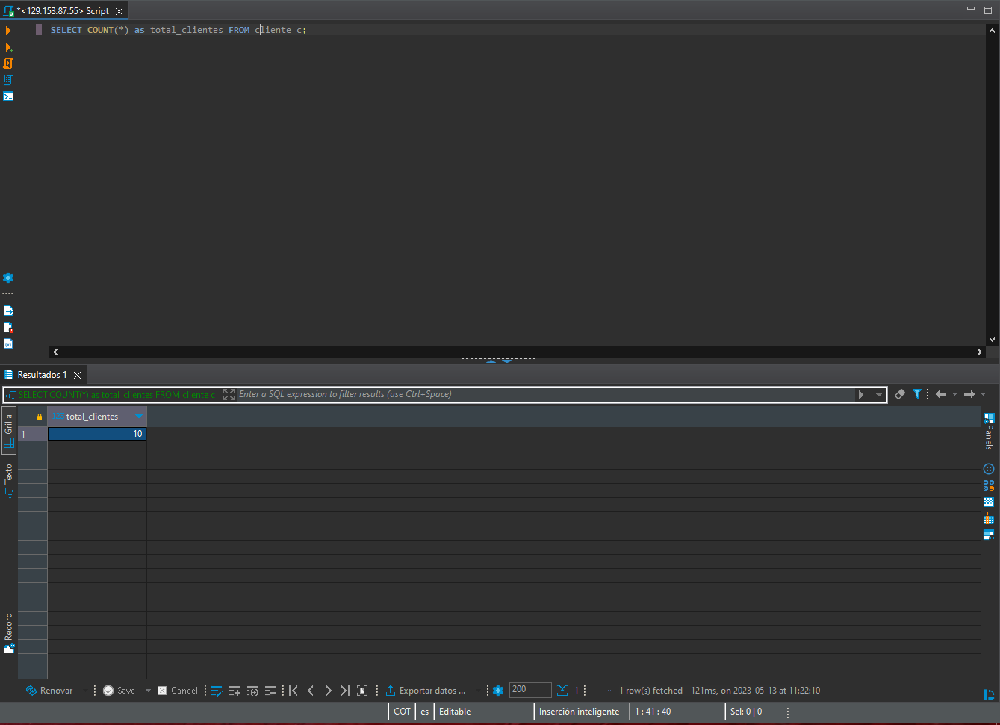 *<129.153.87.55> Script
SELECT COUNT(*) as total_clientes FROM cliente c;
Resultados 1
SELECT COUNT(*) as total_clientes FROM cliente c
Enter a SQL expression to filter results (use Ctrl+Space)
Grilla
Texto
Record
123 total_clientes
1
10
Panels
Renovar
Save
Cancel
Exportar datos ...
200
1
1 row(s) fetched - 121ms, on 2023-05-13 at 11:22:10
COT
es
Editable
Inserción inteligente
1 : 41 : 40
Sel: 0 | 0